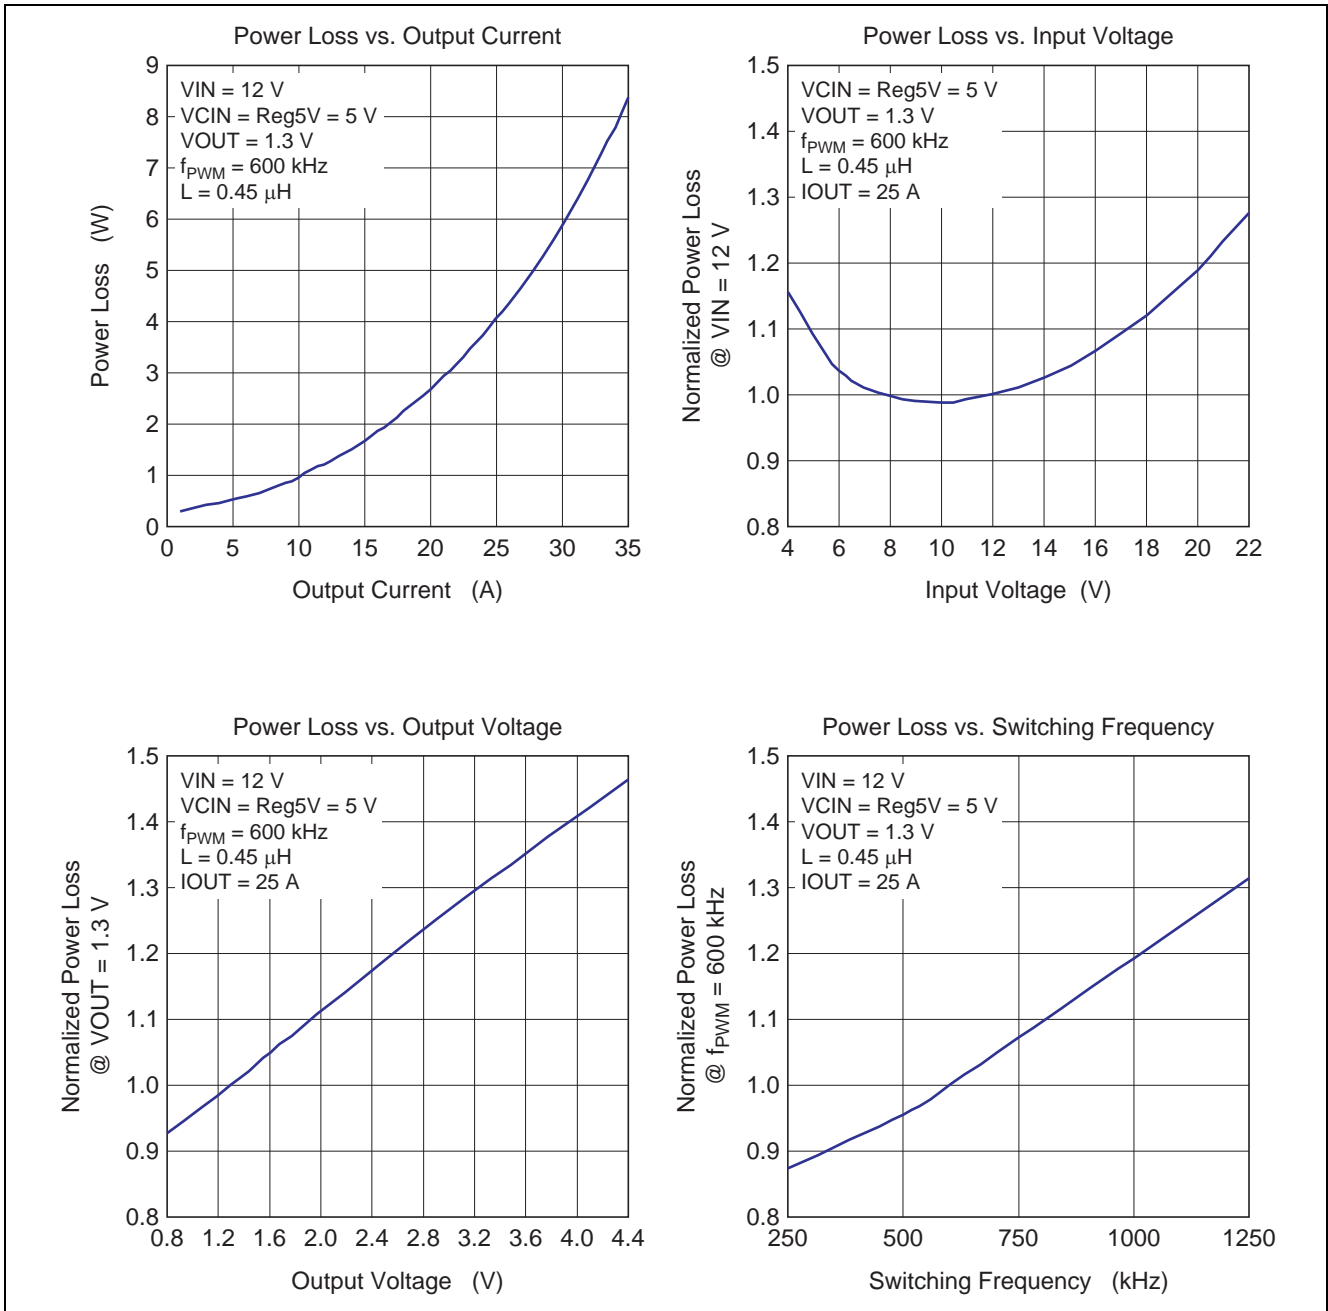 Power Loss vs. Output Current
9
8
7
6
5
4
3
2
1
0
VIN = 12 V
VCIN = Reg5V = 5 V
VOUT = 1.3 V
fPWM = 600 kHz
L = 0.45 μH
Power Loss (W)
0 5 10 15 20 25 30 35
Output Current (A)
Power Loss vs. Input Voltage
1.5
1.4
1.3
1.2
1.1
1.0
0.9
0.8
VCIN = Reg5V = 5 V
VOUT = 1.3 V
fPWM = 600 kHz
L = 0.45 μH
IOUT = 25 A
Normalized Power Loss
@ VIN = 12 V
4 6 8 10 12 14 16 18 20 22
Input Voltage (V)
Power Loss vs. Output Voltage
1.5
1.4
1.3
1.2
1.1
1.0
0.9
0.8
VIN = 12 V
VCIN = Reg5V = 5 V
fPWM = 600 kHz
L = 0.45 μH
IOUT = 25 A
Normalized Power Loss
@ VOUT = 1.3 V
0.8 1.2 1.6 2.0 2.4 2.8 3.2 3.6 4.0 4.4
Output Voltage (V)
Power Loss vs. Switching Frequency
1.5
1.4
1.3
1.2
1.1
1.0
0.9
0.8
VIN = 12 V
VCIN = Reg5V = 5 V
VOUT = 1.3 V
L = 0.45 μH
IOUT = 25 A
Normalized Power Loss
@ fPWM = 600 kHz
250 500 750 1000 1250
Switching Frequency (kHz)